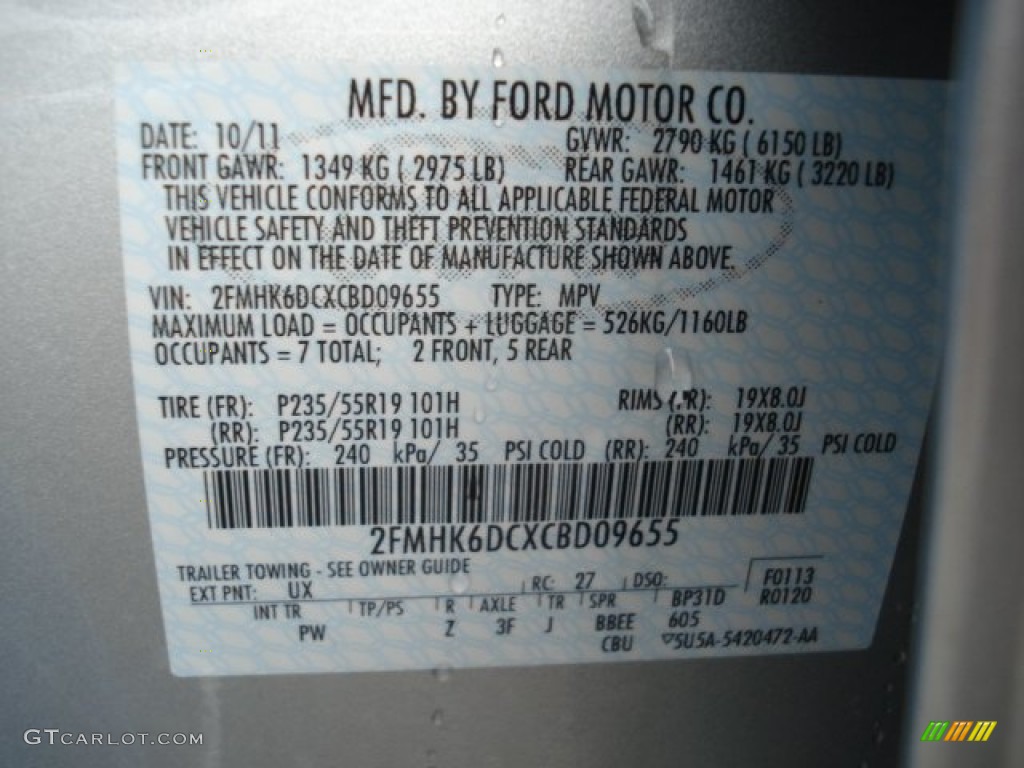 MFD. BY FORD MOTOR CO.
DATE: 10/11 GVWR: 2790 KG ( 6150 LB)
FRONT GAWR: 1349 KG ( 2975 LB) REAR GAWR: 1461 KG ( 3220 LB)
THIS VEHICLE CONFORMS TO ALL APPLICABLE FEDERAL MOTOR
VEHICLE SAFETY AND THEFT PREVENTION STANDARDS
IN EFFECT ON THE DATE OF MANUFACTURE SHOWN ABOVE.
VIN: 2FMHK6DCXCBD09655 TYPE: MPV
MAXIMUM LOAD = OCCUPANTS + LUGGAGE = 526KG/1160LB
OCCUPANTS = 7 TOTAL; 2 FRONT, 5 REAR
TIRE (FR): P235/55R19 101H RIMS (FR): 19X8.0J
(RR): P235/55R19 101H (RR): 19X8.0J
PRESSURE (FR): 240 kPa/ 35 PSI COLD (RR): 240 kPa/ 35 PSI COLD
2FMHK6DCXCBD09655
TRAILER TOWING - SEE OWNER GUIDE
EXT PNT: UX RC: 27 DSO: F0113
INT TR TP/PS R AXLE TR SPR BP31D R0120
PW Z 3F J BBEE 605
CBU 5U5A-5420472-AA
GTCARLOT.COM